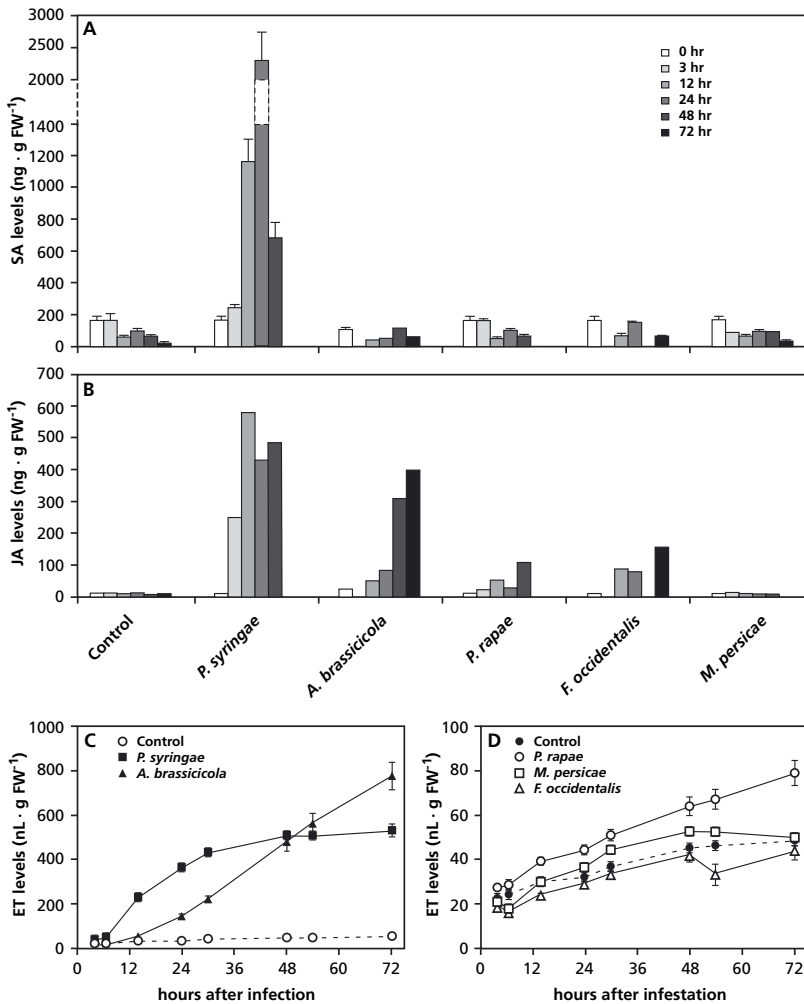 A
SA levels (ng · g FW⁻¹)
3000
2500
2000
1400
1200
1000
800
600
400
200
0
0 hr
3 hr
12 hr
24 hr
48 hr
72 hr
B
JA levels (ng · g FW⁻¹)
700
600
500
400
300
200
100
0
Control
P. syringae
A. brassicicola
P. rapae
F. occidentalis
M. persicae
C
ET levels (nL · g FW⁻¹)
1000
800
600
400
200
0
Control
P. syringae
A. brassicicola
0 12 24 36 48 60 72
hours after infection
D
ET levels (nL · g FW⁻¹)
100
80
60
40
20
0
Control
P. rapae
M. persicae
F. occidentalis
0 12 24 36 48 60 72
hours after infestation